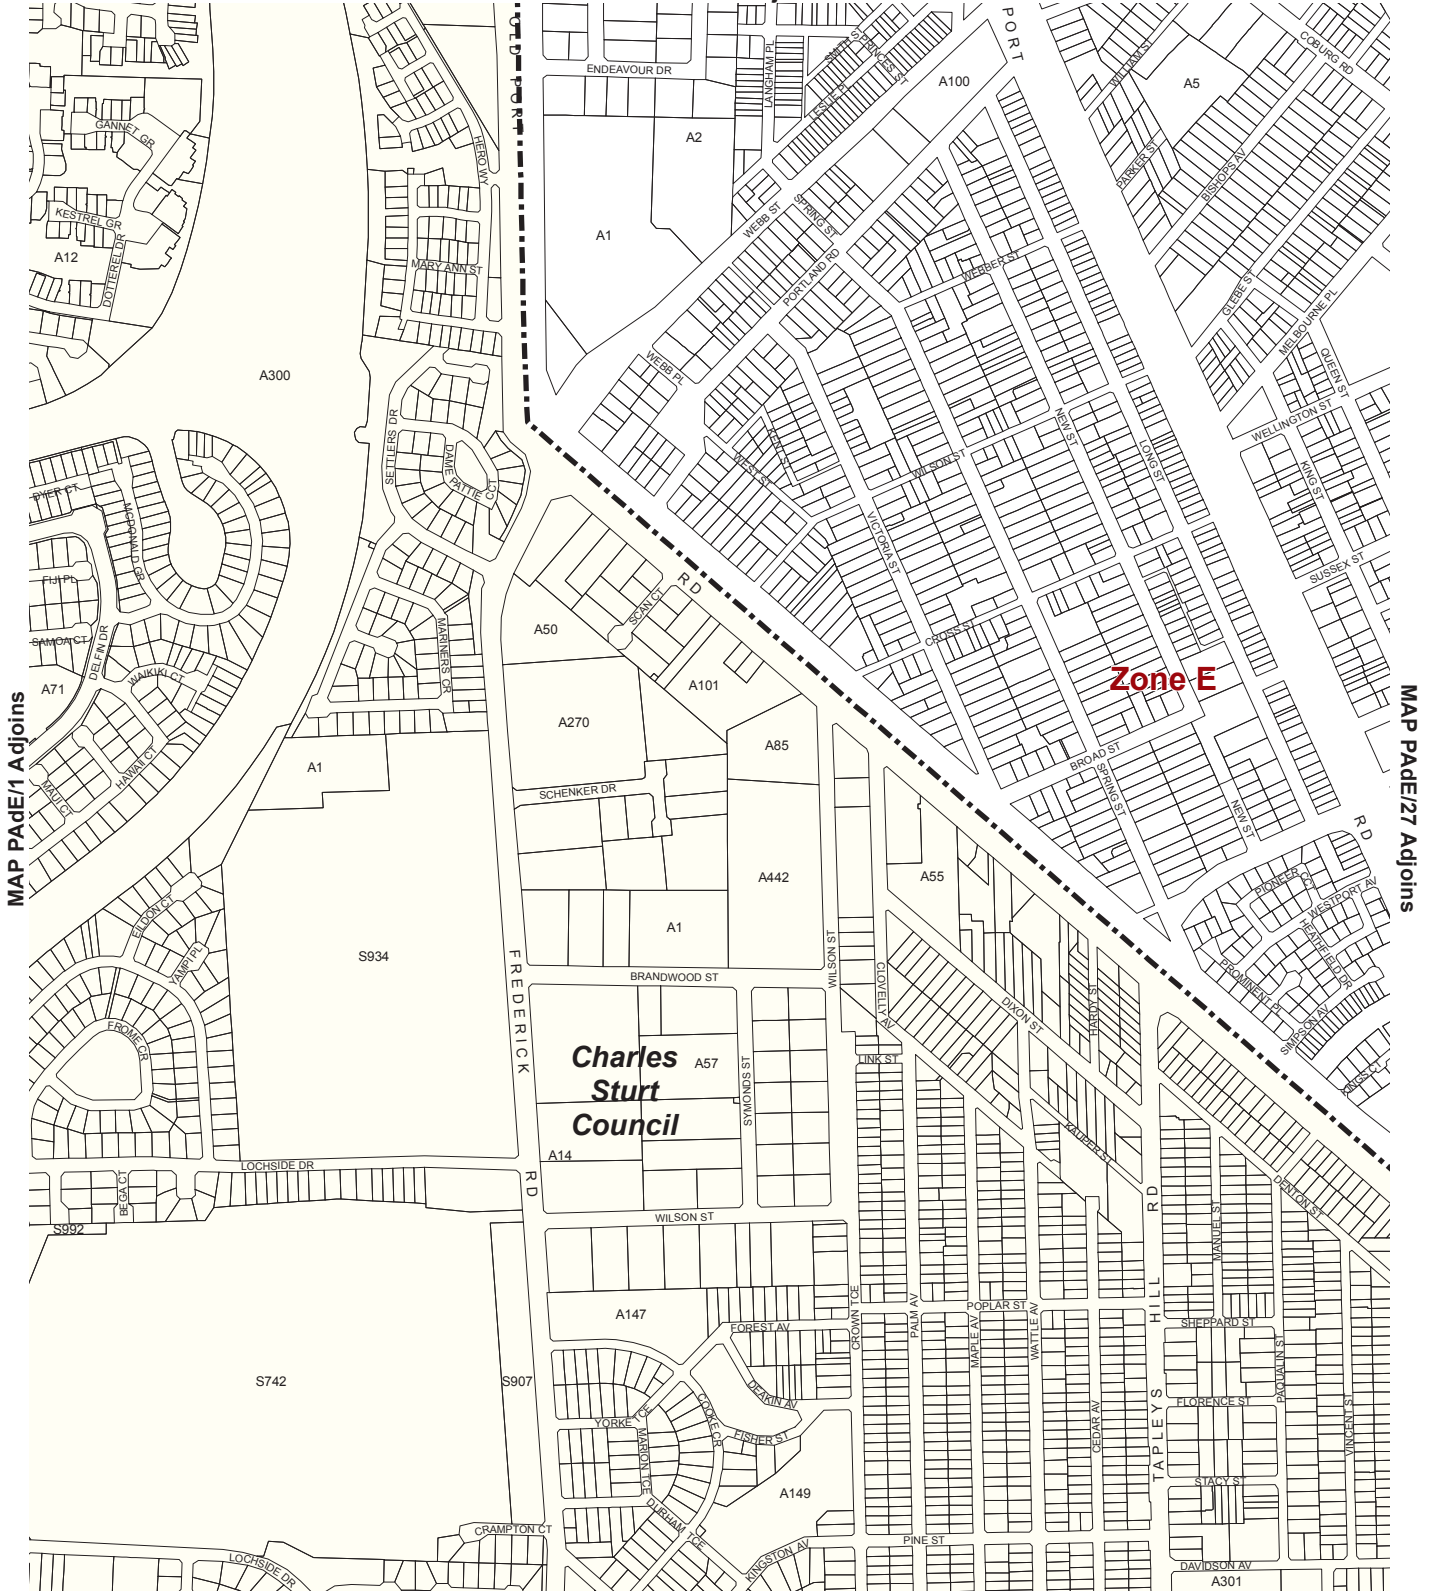 OLD PORT
RD
PORT
RD
ENDEAVOUR DR
LANGHAM PL
SMITH ST
PRINCES ST
LESLIE PL
A100
WILLIAM ST
A5
COBURG RD
GANNET GR
HERO WY
A2
PARKER ST
BISHOPS AV
KESTREL GR
A12
DOTTEREL DR
MARY ANN ST
A1
WEBB ST
SPRING ST
PORTLAND RD
WEBBER ST
GLEBE ST
MELBOURNE PL
A300
WEBB PL
QUEEN ST
WELLINGTON ST
SETTLERS DR
DAME PATTIE CCT
KENT ST
WEST ST
WILSON ST
NEW ST
LONG ST
KING ST
DYER CT
MCDONALD GR
VICTORIA ST
SUSSEX ST
FIJI PL
SCAN CT
SAMOA CT
DELFIN DR
WAIKIKI CT
MARINERS CR
A50
CROSS ST
Zone E
A71
A101
A270
A85
HAWAII CT
MAUI CT
A1
SCHENKER DR
BROAD ST
SPRING ST
NEW ST
MAP PAdE/1 Adjoins
MAP PAdE/27 Adjoins
A442
A55
PIONEER CCT
WESTPORT AV
HEATHFIELD DR
EILDON CT
YAMPI PL
S934
A1
FREDERICK
RD
BRANDWOOD ST
WILSON ST
CLOVELLY AV
DIXON ST
HARDY ST
PROMINENT PL
SIMPSON AV
KINGS CT
FROME CR
Charles
Sturt
Council
A57
SYMONDS ST
LINK ST
KAUPER ST
A14
LOCHSIDE DR
BEGA CT
WILSON ST
DENTON ST
MANUEL ST
S992
A147
FOREST AV
CROWN TCE
PALM AV
POPLAR ST
MAPLE AV
WATTLE AV
TAPLEYS HILL RD
SHEPPARD ST
PAQUALIN ST
S742
S907
DEAKIN AV
YORKE TCE
MARION TCE
COOKE CR
FISHER ST
CEDAR AV
FLORENCE ST
VINCENT ST
STACY ST
A149
DURHAM TCE
CRAMPTON CT
KINGSTON AV
PINE ST
LOCHSIDE DR
DAVIDSON AV
A301